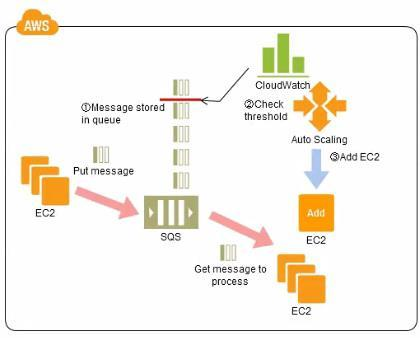 AWS
CloudWatch
①Message stored
in queue
②Check
threshold
Auto Scaling
③Add EC2
Put message
EC2
SQS
Add
EC2
Get message to
process
EC2